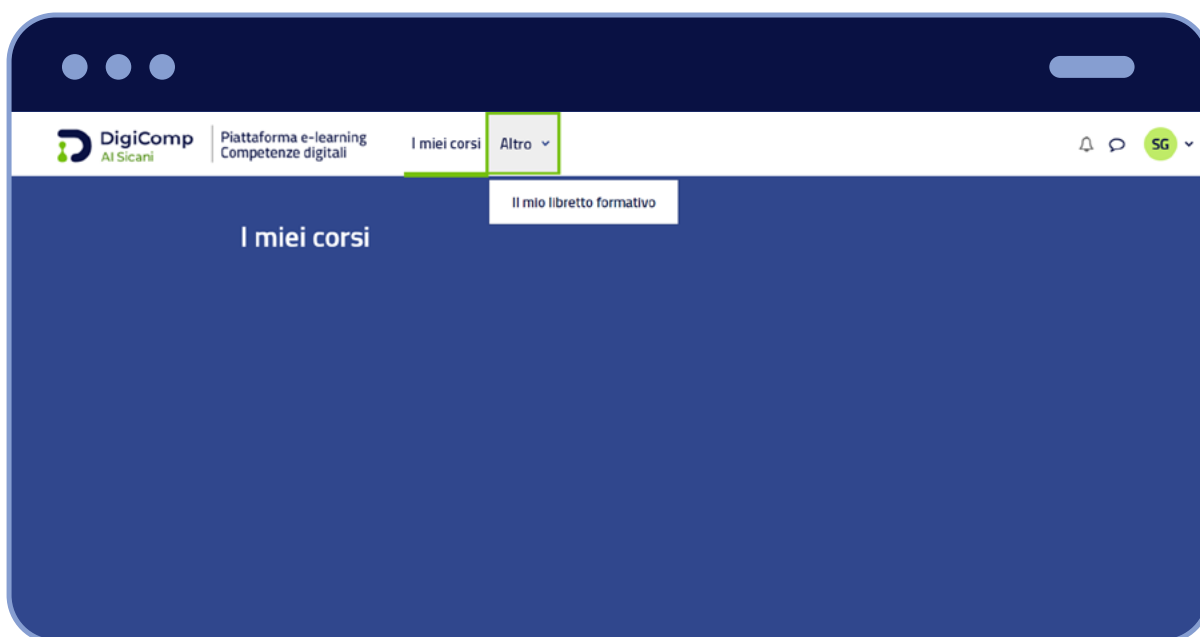 DigiComp
AI Sicani
Piattaforma e-learning
Competenze digitali
I miei corsi
Altro
SG
Il mio libretto formativo
I miei corsi